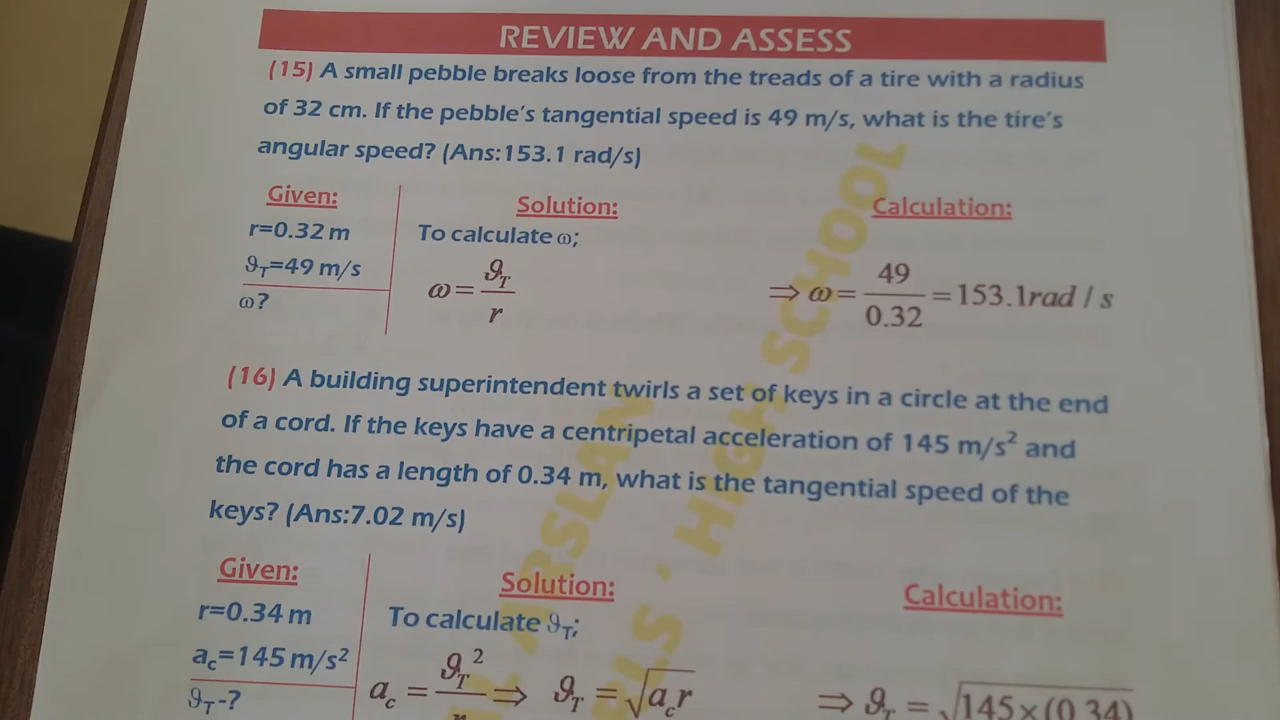 REVIEW AND ASSESS
(15) A small pebble breaks loose from the treads of a tire with a radius
of 32 cm. If the pebble's tangential speed is 49 m/s, what is the tire's
angular speed? (Ans:153.1 rad/s)
Given:
r=0.32 m
ϑT=49 m/s
ω?
Solution:
To calculate ω;
ω = ϑT / r
Calculation:
⇒ ω = 49 / 0.32 = 153.1rad / s
(16) A building superintendent twirls a set of keys in a circle at the end
of a cord. If the keys have a centripetal acceleration of 145 m/s² and
the cord has a length of 0.34 m, what is the tangential speed of the
keys? (Ans:7.02 m/s)
Given:
r=0.34 m
ac=145 m/s²
ϑT-?
Solution:
To calculate ϑT;
ac = ϑT² / r ⇒ ϑT = √acr
Calculation:
⇒ ϑT = √145×(0.34)
ARSLAN
HIGH SCHOOL